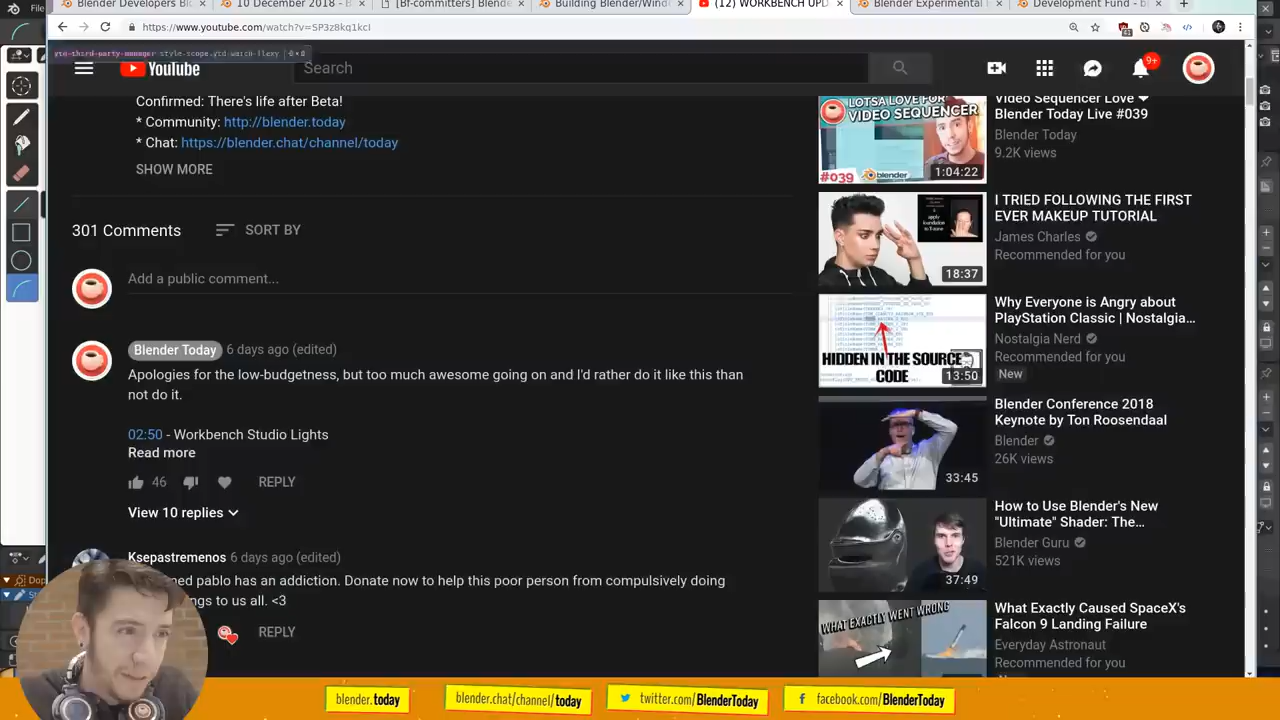 Blender Developers Bl
10 December 2018 - B
[Bf-committers] Blend
Building Blender/Wind
(12) WORKBENCH UPD
Blender Experimental
Development Fund - b
https://www.youtube.com/watch?v=SP3z8kq1kcI
File
YouTube
Search
9+
Confirmed: There's life after Beta!
* Community: http://blender.today
* Chat: https://blender.chat/channel/today
SHOW MORE
301 Comments
SORT BY
Add a public comment...
Blender Today 6 days ago (edited)
Apologies for the low-budgetness, but too much awesome going on and I'd rather do it like this than
not do it.
02:50 - Workbench Studio Lights
Read more
46
REPLY
View 10 replies
Ksepastremenos 6 days ago (edited)
med pablo has an addiction. Donate now to help this poor person from compulsively doing
ngs to us all. <3
REPLY
LOTSA LOVE FOR
VIDEO SEQUENCER
#039
blender
1:04:22
Video Sequencer Love ❤
Blender Today Live #039
Blender Today
9.2K views
18:37
I TRIED FOLLOWING THE FIRST
EVER MAKEUP TUTORIAL
James Charles
Recommended for you
HIDDEN IN THE SOURCE
CODE
13:50
Why Everyone is Angry about
PlayStation Classic | Nostalgia...
Nostalgia Nerd
Recommended for you
New
33:45
Blender Conference 2018
Keynote by Ton Roosendaal
Blender
26K views
37:49
How to Use Blender's New
"Ultimate" Shader: The...
Blender Guru
521K views
WHAT EXACTLY WENT WRONG
What Exactly Caused SpaceX's
Falcon 9 Landing Failure
Everyday Astronaut
Recommended for you
blender.today
blender.chat/channel/today
twitter.com/BlenderToday
facebook.com/BlenderToday